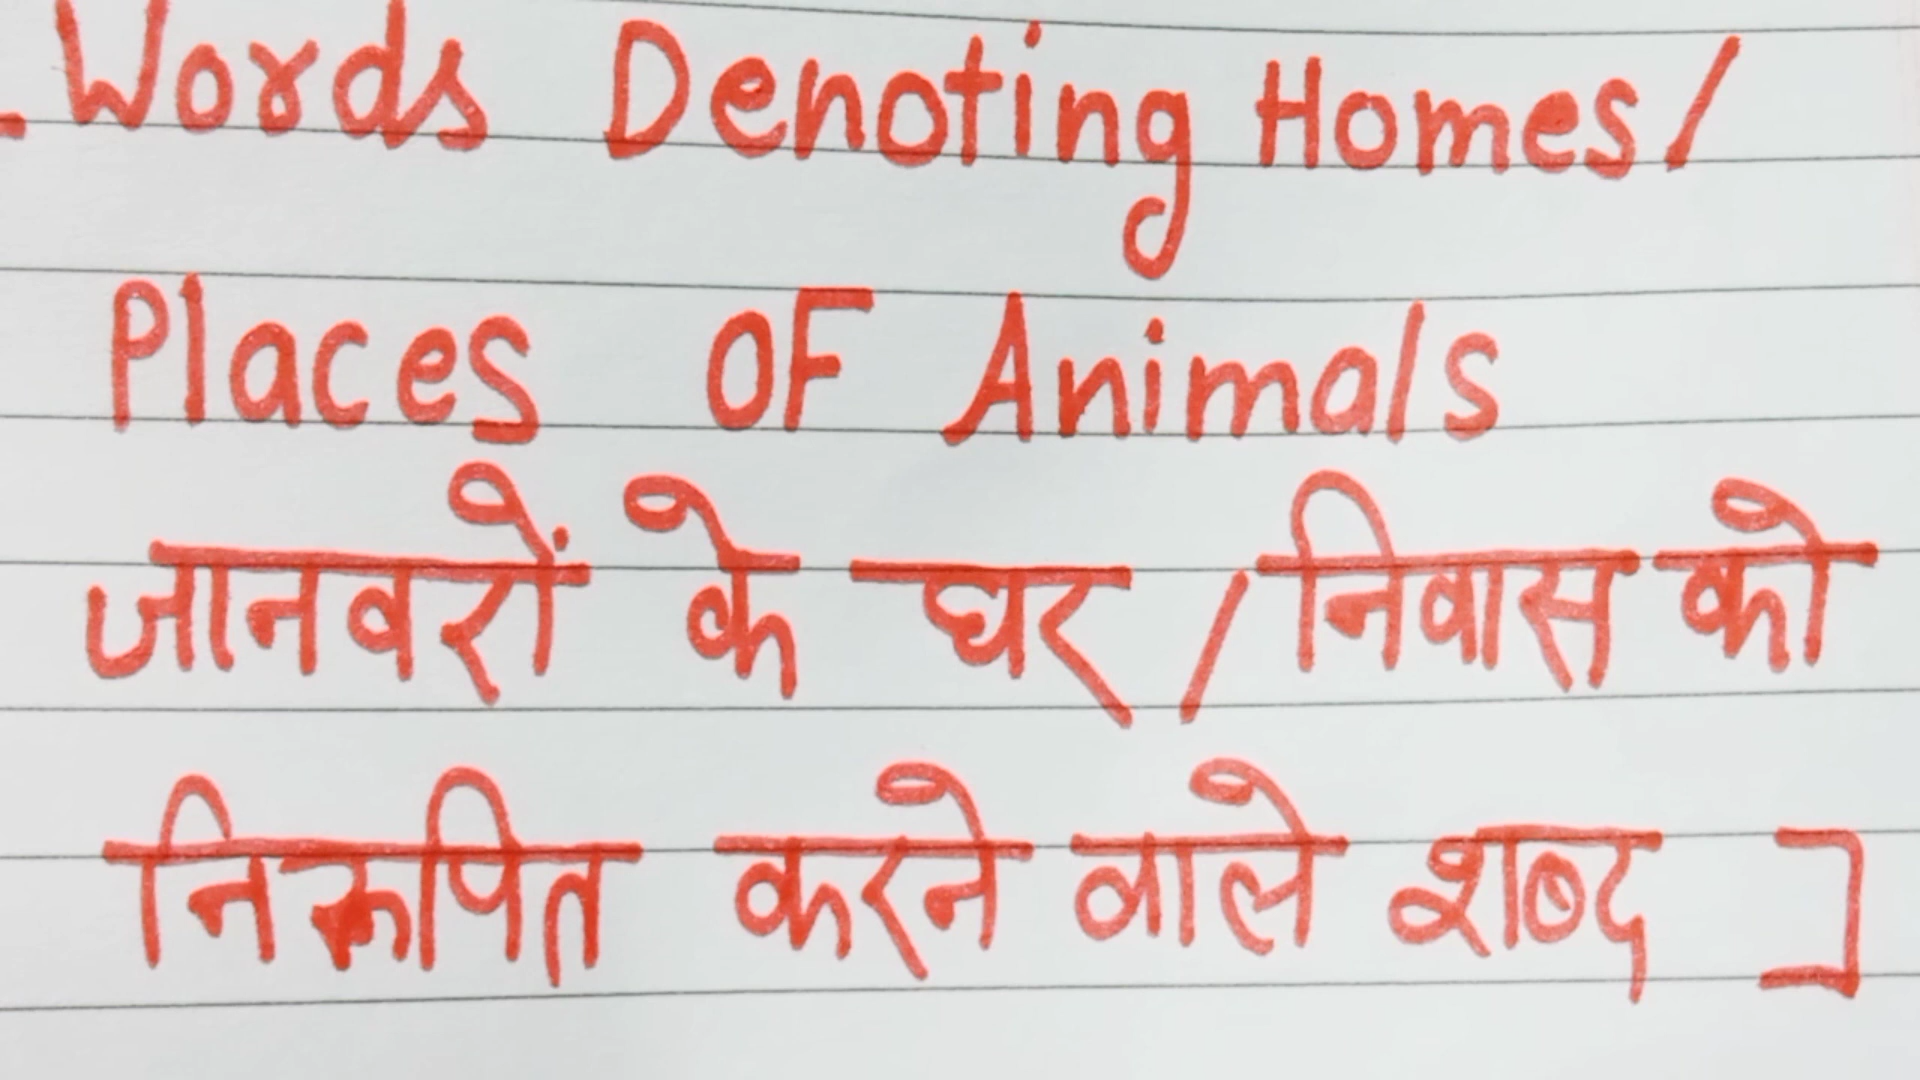 Words Denoting Homes/
Places OF Animals
जानवरों के घर / निवास को
निरूपित करने वाले शब्द ]